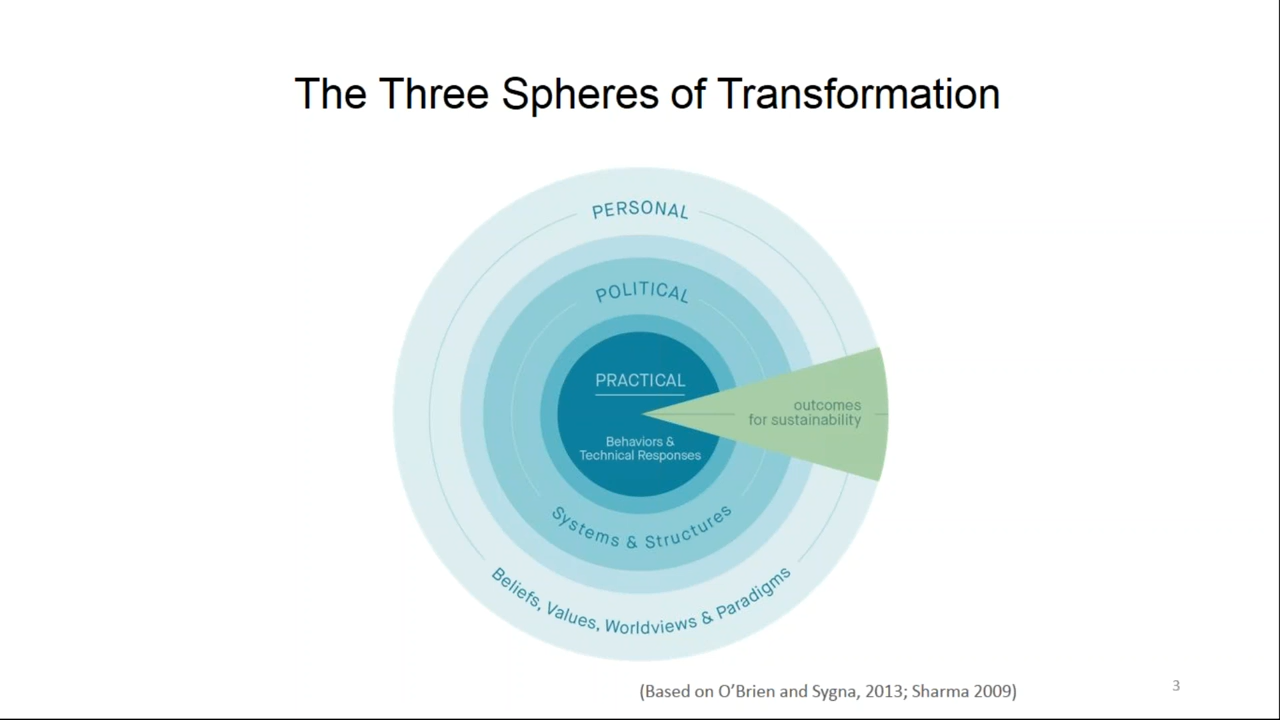 The Three Spheres of Transformation
PERSONAL
POLITICAL
PRACTICAL
outcomes
for sustainability
Behaviors &
Technical Responses
Systems & Structures
Beliefs, Values, Worldviews & Paradigms
(Based on O’Brien and Sygna, 2013; Sharma 2009)
3